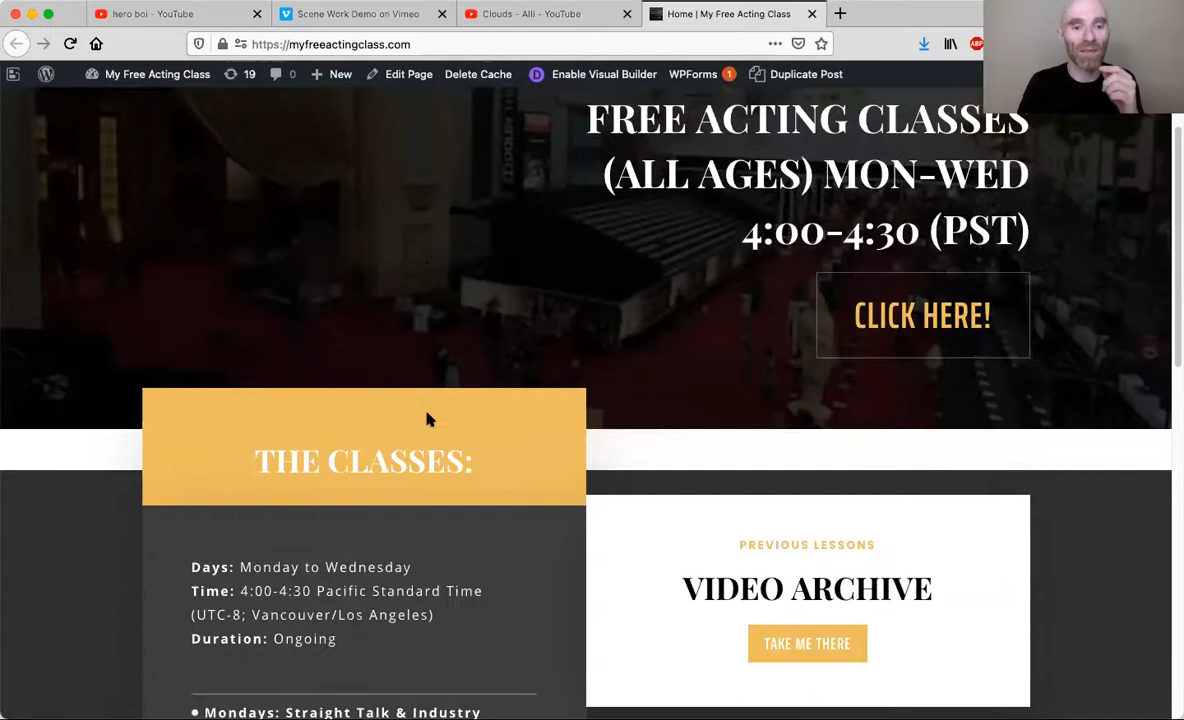 hero boi - YouTube
Scene Work Demo on Vimeo
Clouds - Alli - YouTube
Home | My Free Acting Class
https://myfreeactingclass.com
ABP
My Free Acting Class 19 0 New Edit Page Delete Cache D Enable Visual Builder WPForms 1 Duplicate Post
FREE ACTING CLASSES
(ALL AGES) MON-WED
4:00-4:30 (PST)
CLICK HERE!
THE CLASSES:
Days: Monday to Wednesday
Time: 4:00-4:30 Pacific Standard Time
(UTC-8; Vancouver/Los Angeles)
Duration: Ongoing
• Mondays: Straight Talk & Industry
PREVIOUS LESSONS
VIDEO ARCHIVE
TAKE ME THERE